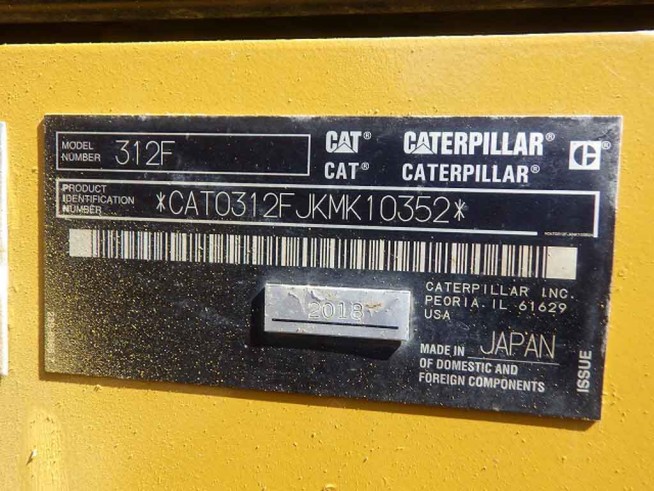 MODEL NUMBER 312F
CAT® CATERPILLAR®
CAT® CATERPILLAR®
PRODUCT IDENTIFICATION NUMBER *CAT0312FJKMK10352*
CATERPILLAR INC.
PEORIA, IL 61629
USA
2018
MADE IN JAPAN
OF DOMESTIC AND
FOREIGN COMPONENTS
ISSUE